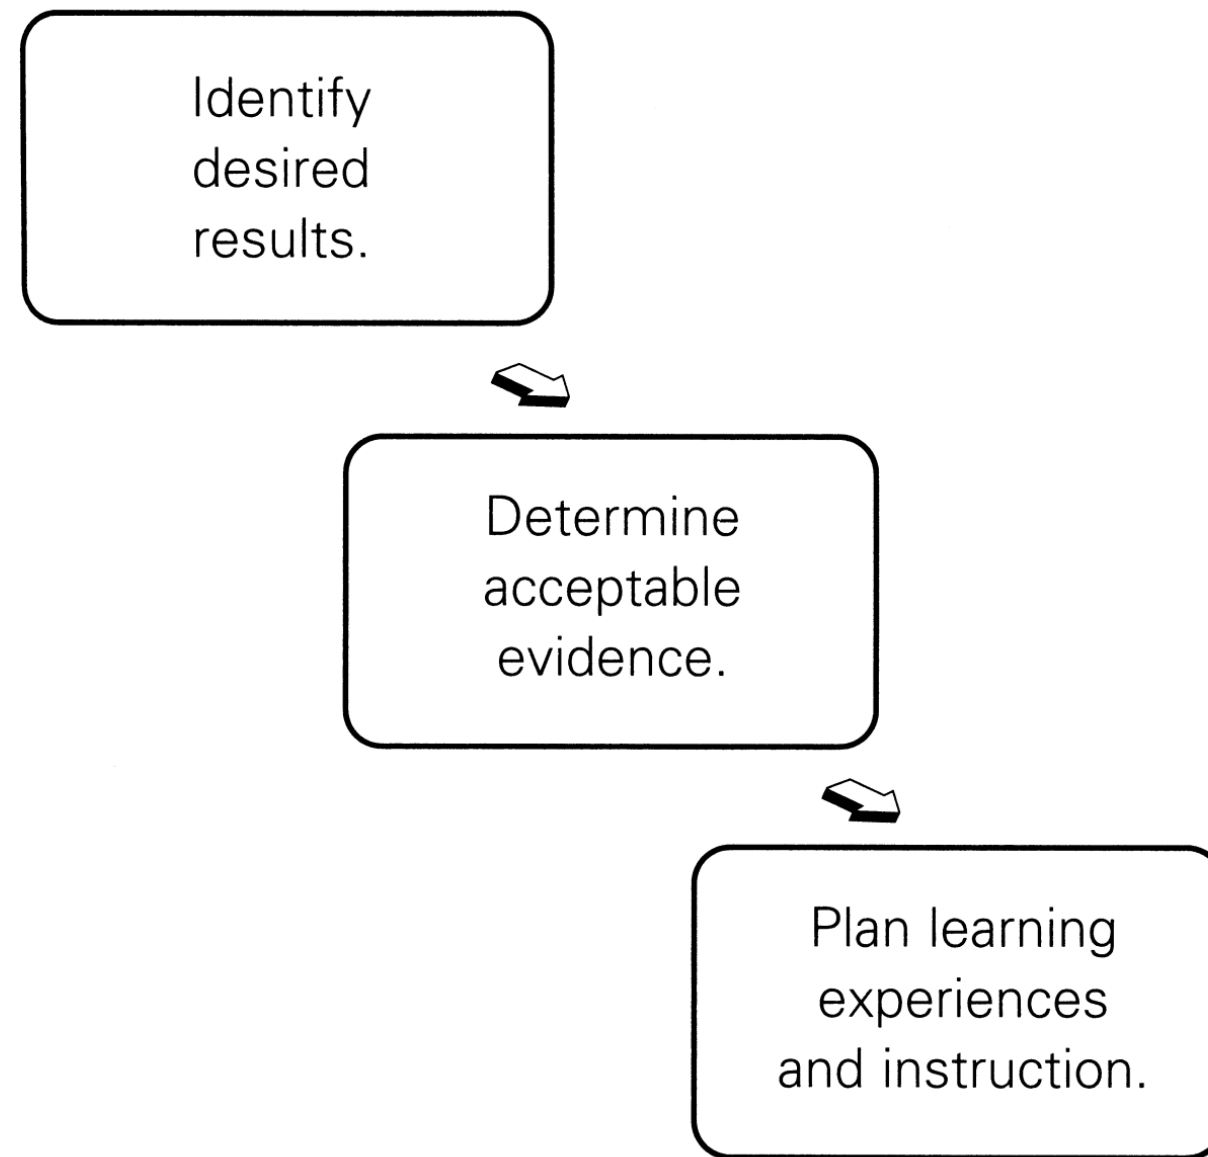 Identify
desired
results.
Determine
acceptable
evidence.
Plan learning
experiences
and instruction.